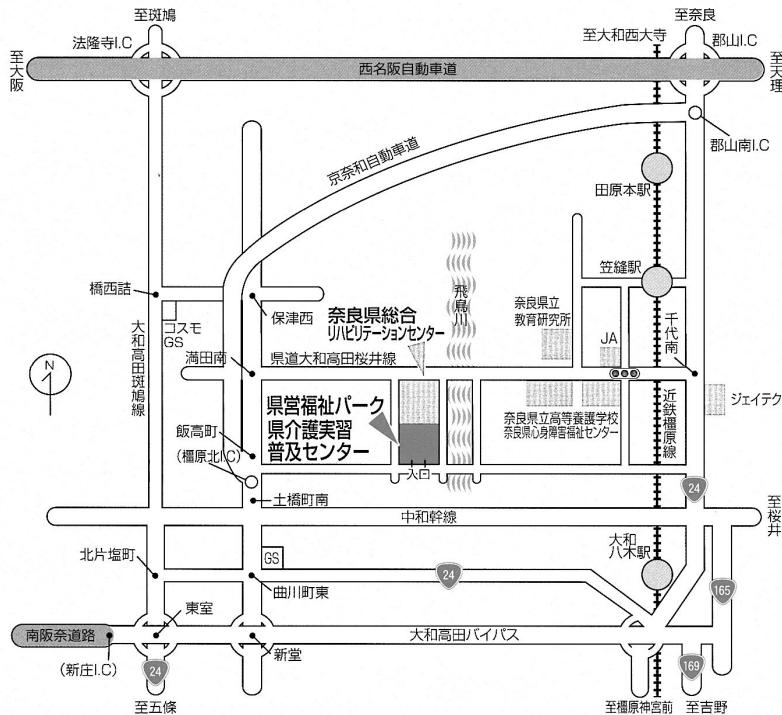 至斑鳩
至奈良
法隆寺I.C
至大和西大寺
郡山I.C
至大阪
西名阪自動車道
至天理
京奈和自動車道
郡山南I.C
田原本駅
橋西詰
コスモ
GS
保津西
奈良県総合
リハビリテーションセンター
飛鳥川
奈良県立
教育研究所
笠縫駅
JA
千代南
大和高田斑鳩線
満田南
県道大和高田桜井線
県営福祉パーク
県介護実習
普及センター
奈良県立高等養護学校
奈良県心身障害福祉センター
近鉄橿原線
ジェイテクト
飯高町
(橿原北I.C)
入口
土橋町南
24
中和幹線
至桜井
北片塩町
GS
曲川町東
24
大和
八木駅
165
東室
南阪奈道路
(新庄I.C)
新堂
大和高田バイパス
24
169
至五條
至橿原神宮前
至吉野